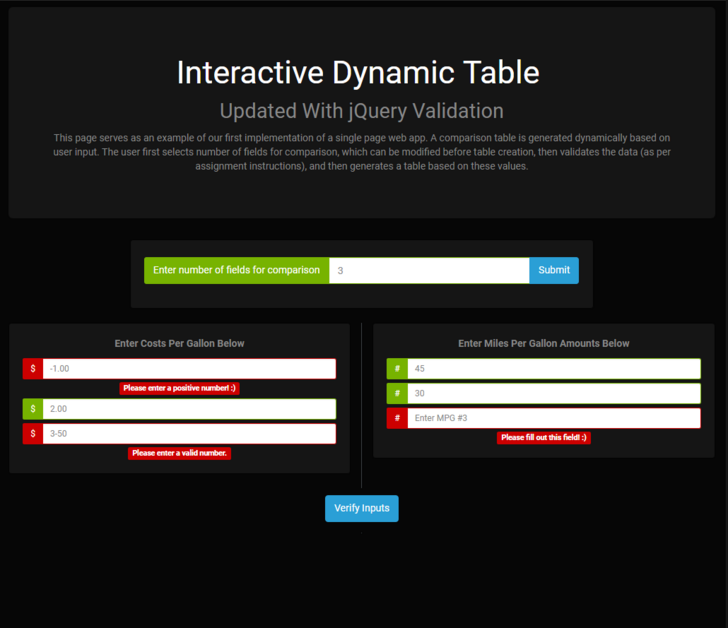 Interactive Dynamic Table
Updated With jQuery Validation
This page serves as an example of our first implementation of a single page web app. A comparison table is generated dynamically based on
user input. The user first selects number of fields for comparison, which can be modified before table creation, then validates the data (as per
assignment instructions), and then generates a table based on these values.
Enter number of fields for comparison 3 Submit
Enter Costs Per Gallon Below
$ -1.00
Please enter a positive number! :)
$ 2.00
$ 3-50
Please enter a valid number.
Enter Miles Per Gallon Amounts Below
# 45
# 30
# Enter MPG #3
Please fill out this field! :)
Verify Inputs